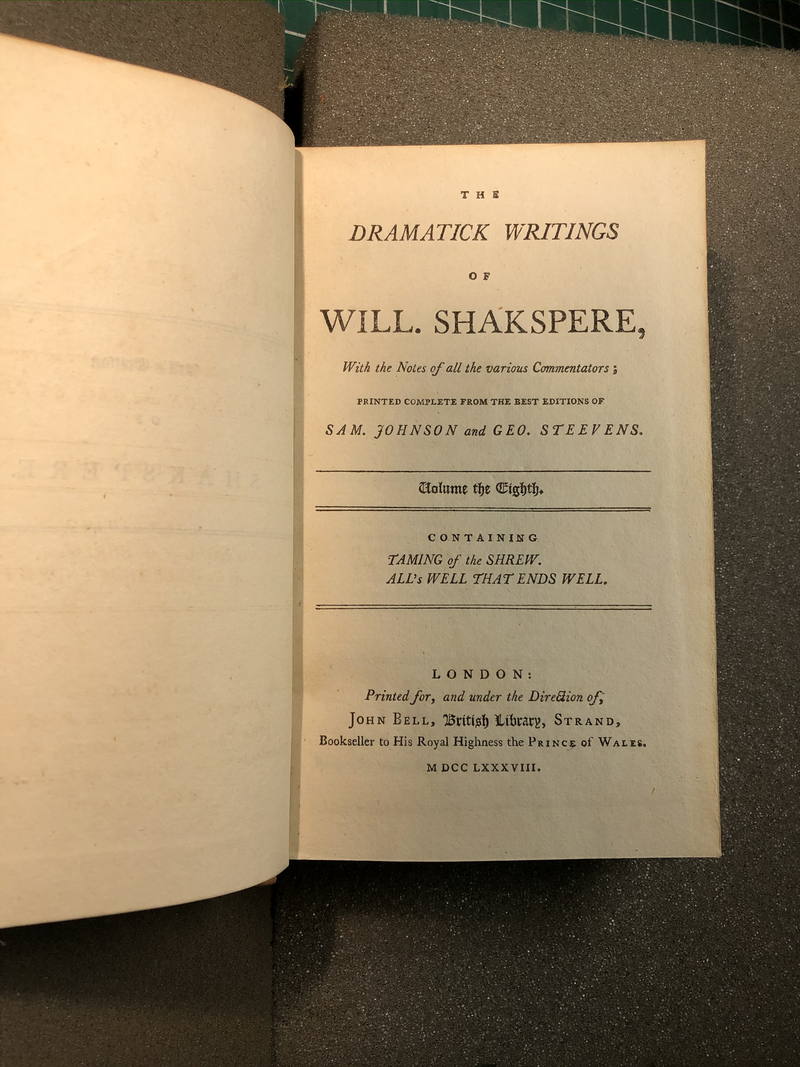 THE
DRAMATICK WRITINGS
OF
WILL. SHAKSPERE,
With the Notes of all the various Commentators;
PRINTED COMPLETE FROM THE BEST EDITIONS OF
SAM. JOHNSON and GEO. STEEVENS.
Volume the Eighth.
CONTAINING
TAMING of the SHREW.
ALL's WELL THAT ENDS WELL.
LONDON:
Printed for, and under the Direction of,
JOHN BELL, British Library, STRAND,
Bookseller to His Royal Highness the PRINCE of WALES.
M DCC LXXXVIII.